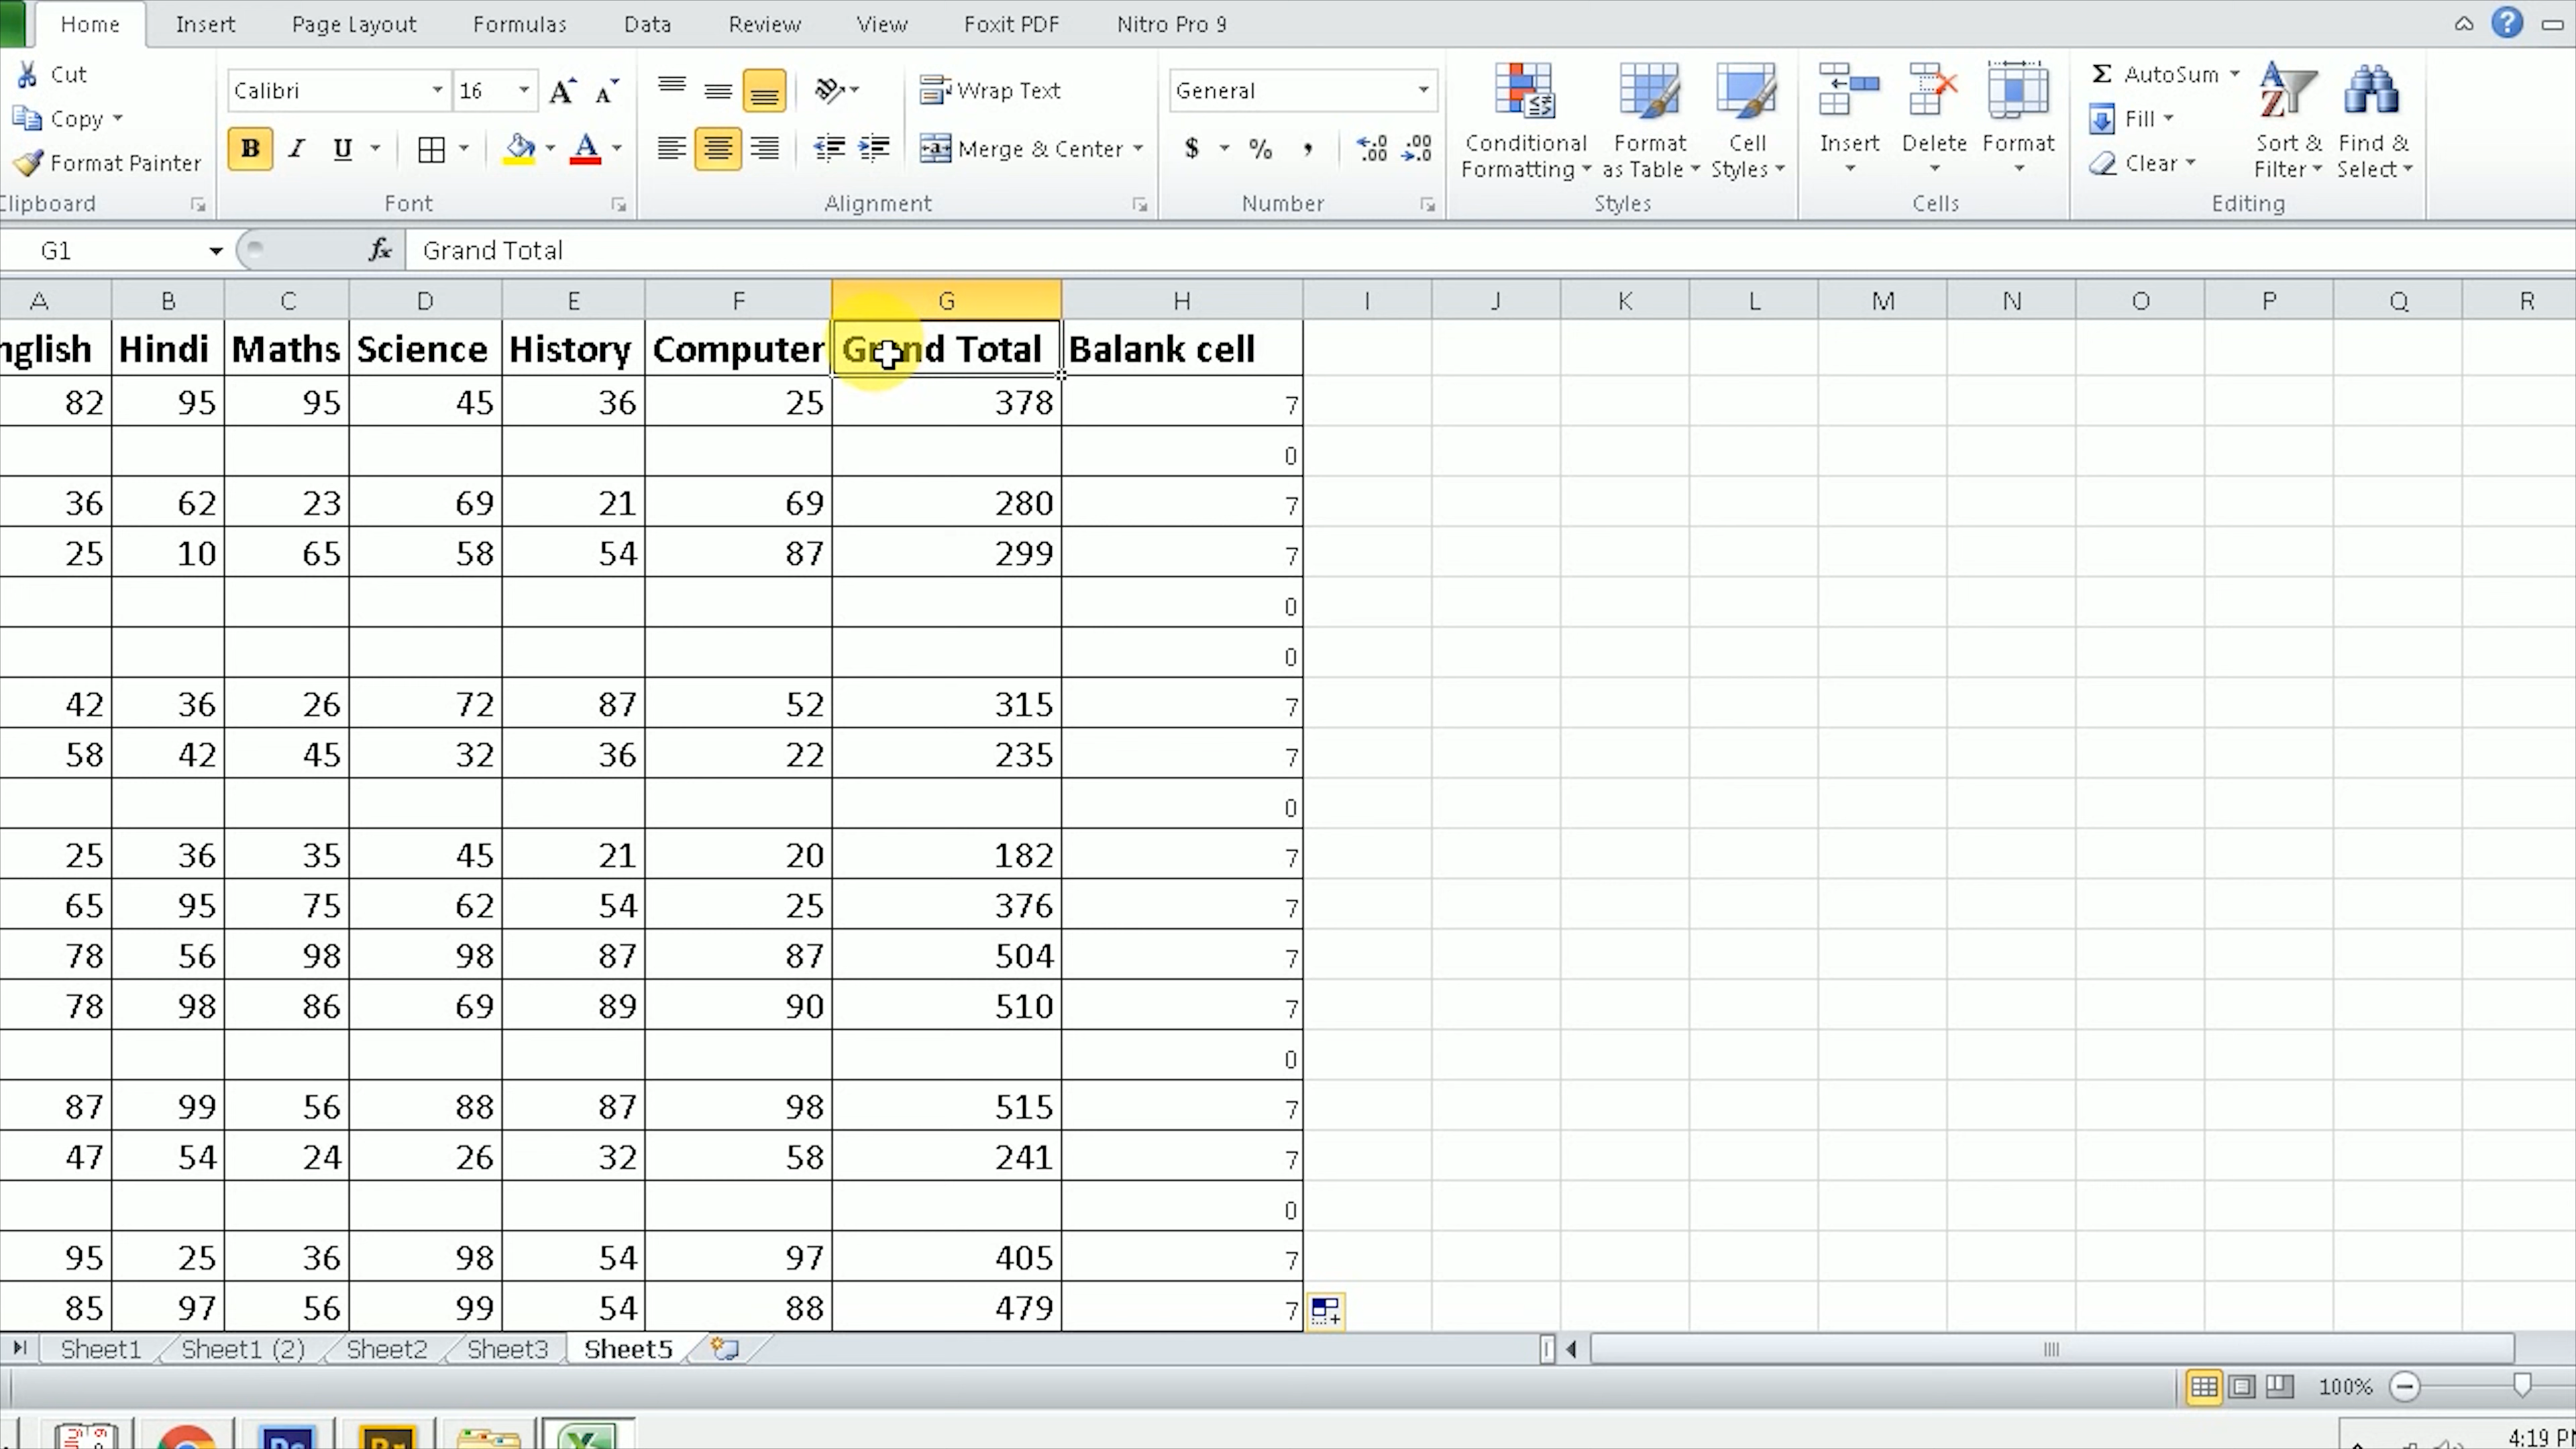 Home Insert Page Layout Formulas Data Review View Foxit PDF Nitro Pro 9
Cut
Copy
Format Painter
Clipboard
Calibri 16
B I U
Font
Wrap Text
Merge & Center
Alignment
General
$ % ,
Number
Conditional Formatting
Format as Table
Cell Styles
Styles
Insert Delete Format
Cells
Σ AutoSum
Fill
Clear
Sort & Filter
Find & Select
Editing
G1 fx Grand Total
A B C D E F G H I J K L M N O P Q R
nglish Hindi Maths Science History Computer Grand Total Balank cell
82 95 95 45 36 25 378 7
0
36 62 23 69 21 69 280 7
25 10 65 58 54 87 299 7
0
0
42 36 26 72 87 52 315 7
58 42 45 32 36 22 235 7
0
25 36 35 45 21 20 182 7
65 95 75 62 54 25 376 7
78 56 98 98 87 87 504 7
78 98 86 69 89 90 510 7
0
87 99 56 88 87 98 515 7
47 54 24 26 32 58 241 7
0
95 25 36 98 54 97 405 7
85 97 56 99 54 88 479 7
Sheet1 Sheet1 (2) Sheet2 Sheet3 Sheet5
100%
4:19 PM